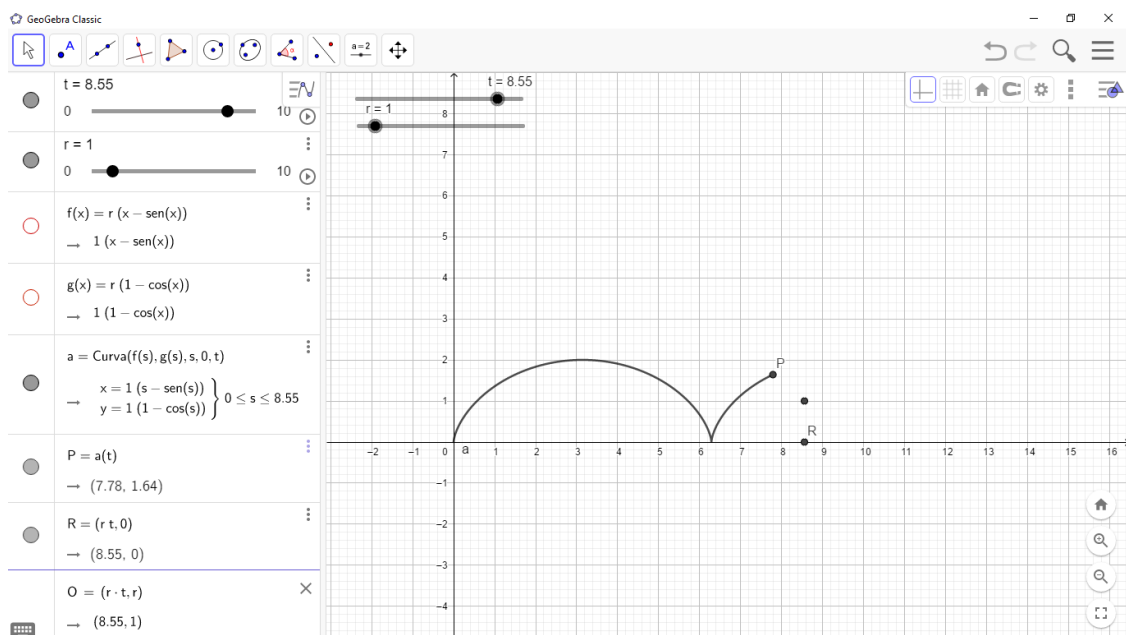 GeoGebra Classic
A
a=2
t = 8.55
0
10
r = 1
0
10
f(x) = r (x − sen(x))
→ 1 (x − sen(x))
g(x) = r (1 − cos(x))
→ 1 (1 − cos(x))
a = Curva(f(s), g(s), s, 0, t)
x = 1 (s − sen(s))
→ y = 1 (1 − cos(s)) } 0 ≤ s ≤ 8.55
P = a(t)
→ (7.78, 1.64)
R = (r t, 0)
→ (8.55, 0)
O = (r · t, r)
→ (8.55, 1)
t = 8.55
r = 1
8
7
6
5
4
3
2
1
P
R
a
−2 −1 0 1 2 3 4 5 6 7 8 9 10 11 12 13 14 15 16
−1
−2
−3
−4